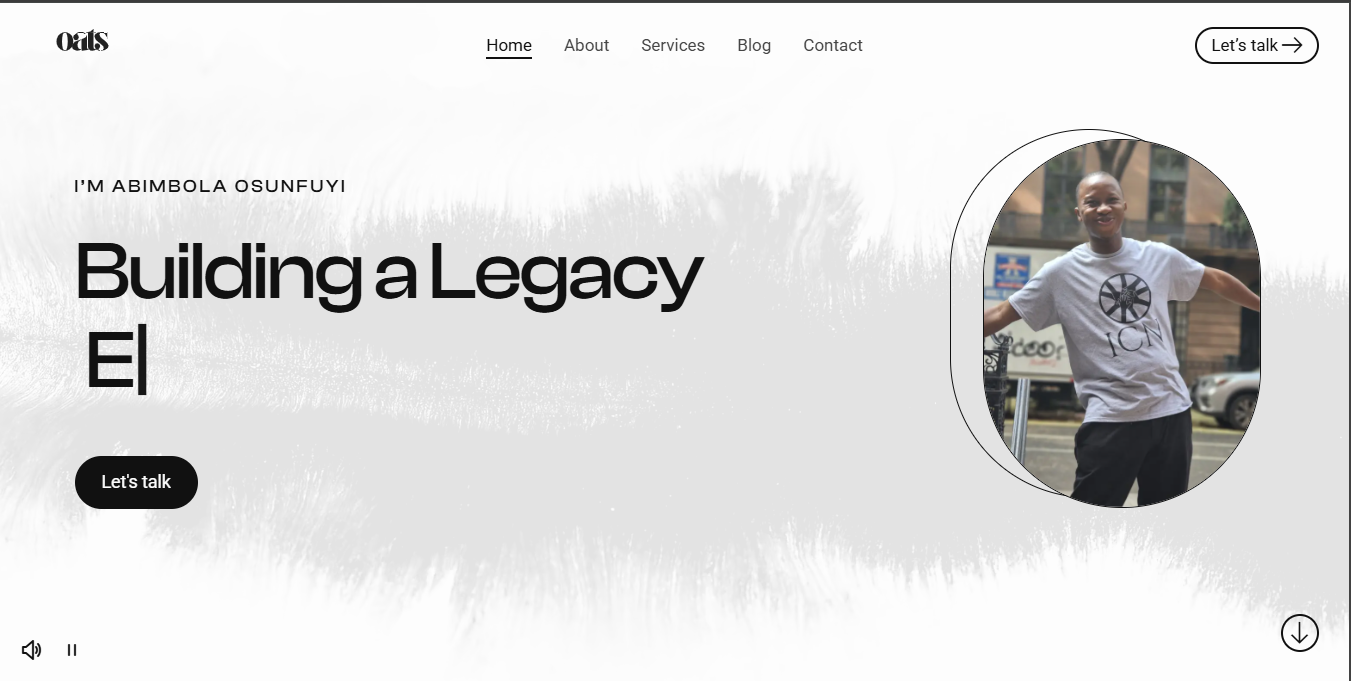 oats
Home About Services Blog Contact
Let’s talk
I’M ABIMBOLA OSUNFUYI
Building a Legacy
E
Let's talk
ICN